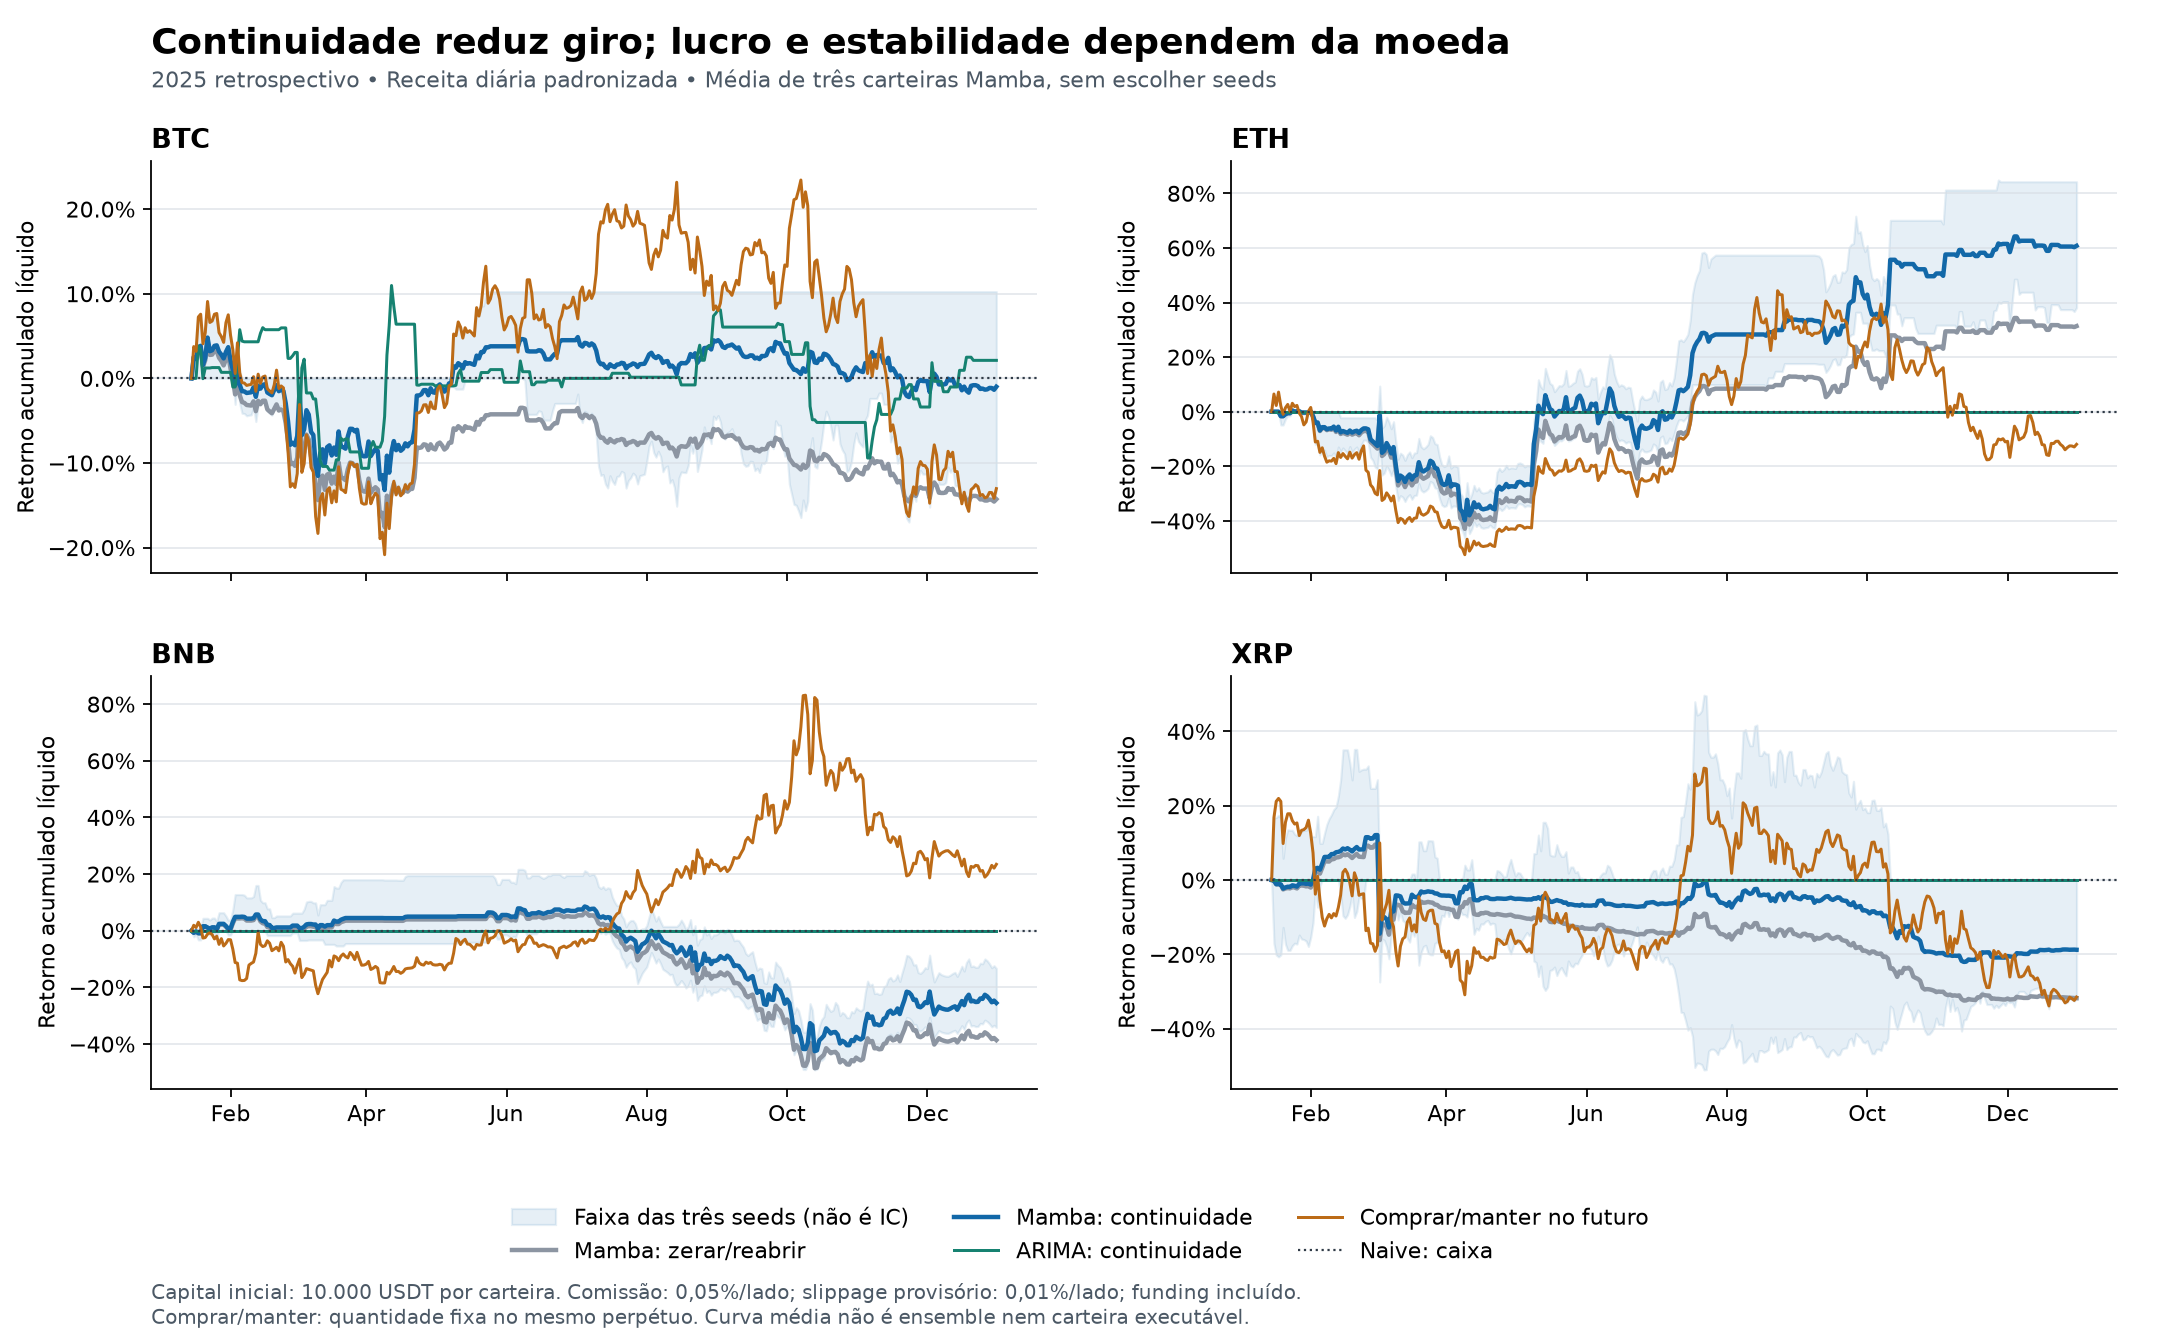 Continuidade reduz giro; lucro e estabilidade dependem da moeda
2025 retrospectivo • Receita diária padronizada • Média de três carteiras Mamba, sem escolher seeds
BTC
Retorno acumulado líquido
20.0%
10.0%
0.0%
−10.0%
−20.0%
ETH
Retorno acumulado líquido
80%
60%
40%
20%
0%
−20%
−40%
BNB
Retorno acumulado líquido
80%
60%
40%
20%
0%
−20%
−40%
Feb Apr Jun Aug Oct Dec
XRP
Retorno acumulado líquido
40%
20%
0%
−20%
−40%
Feb Apr Jun Aug Oct Dec
Faixa das três seeds (não é IC) Mamba: continuidade Comprar/manter no futuro
Mamba: zerar/reabrir ARIMA: continuidade Naive: caixa
Capital inicial: 10.000 USDT por carteira. Comissão: 0,05%/lado; slippage provisório: 0,01%/lado; funding incluído.
Comprar/manter: quantidade fixa no mesmo perpétuo. Curva média não é ensemble nem carteira executável.